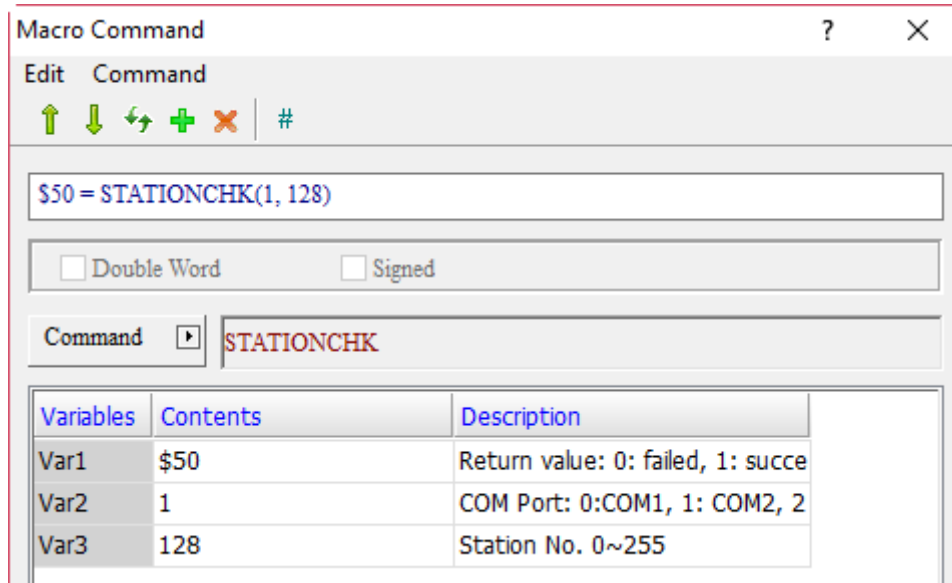 Macro Command ?
Edit Command
#
$50 = STATIONCHK(1, 128)
Double Word Signed
Command STATIONCHK
Variables Contents Description
Var1 $50 Return value: 0: failed, 1: succe
Var2 1 COM Port: 0:COM1, 1: COM2, 2
Var3 128 Station No. 0~255